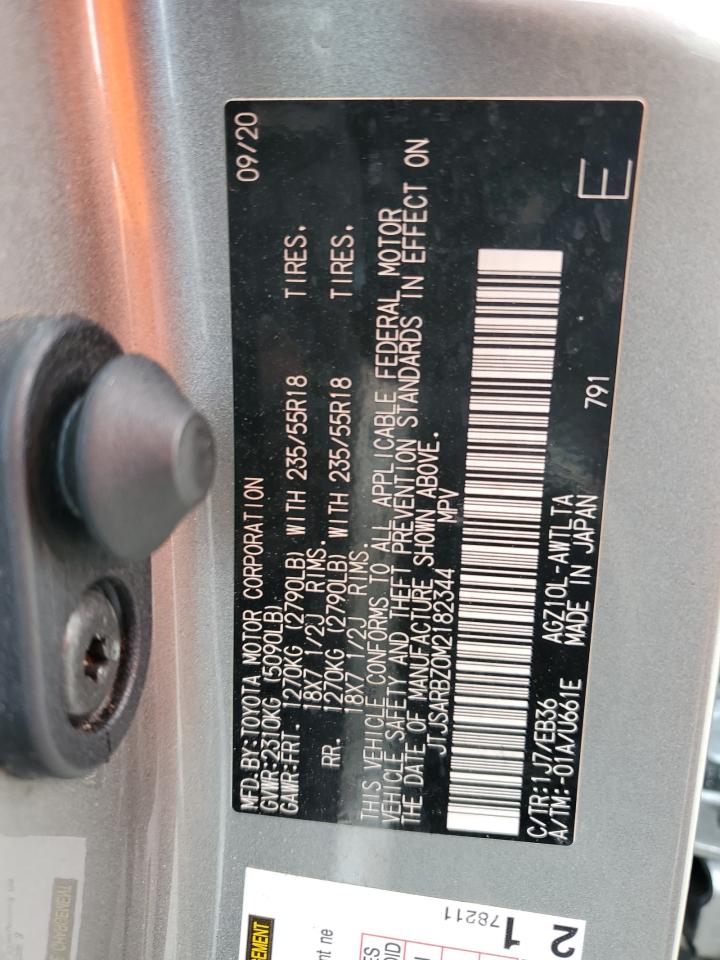 MFD.BY:TOYOTA MOTOR CORPORATION 09/20
GVWR:2310KG (5090LB)
GAWR:FRT. 1270KG (2790LB) WITH 235/55R18 TIRES.
18X7 1/2J RIMS.
RR. 1270KG (2790LB) WITH 235/55R18 TIRES.
18X7 1/2J RIMS.
THIS VEHICLE CONFORMS TO ALL APPLICABLE FEDERAL MOTOR
VEHICLE SAFETY AND THEFT PREVENTION STANDARDS IN EFFECT ON
THE DATE OF MANUFACTURE SHOWN ABOVE.
JTJSARBZ0M2182344 MPV
C/TR:1J7/EB36 AGZ10L-AWTLTA 791
A/TM:-01A/U661E MADE IN JAPAN
E
78211
2
1